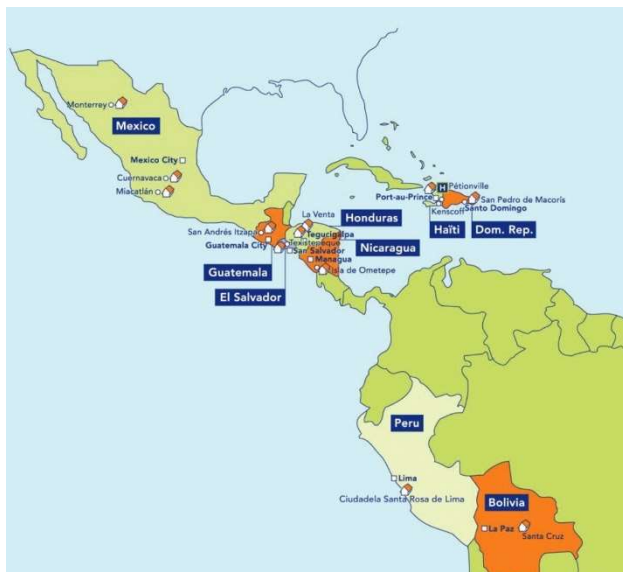 Monterrey
Mexico
Mexico City
Cuernavaca
Miacatlán
H Pétionville
Port-au-Prince
San Pedro de Macorís
Kenscoff
Santo Domingo
Haïti
Dom. Rep.
La Venta
Honduras
San Andrés Itzapa
Tegucigalpa
Guatemala City
Texistepeque
San Salvador
Nicaragua
Managua
Isla de Ometepe
Guatemala
El Salvador
Peru
Lima
Ciudadela Santa Rosa de Lima
Bolivia
La Paz
Santa Cruz